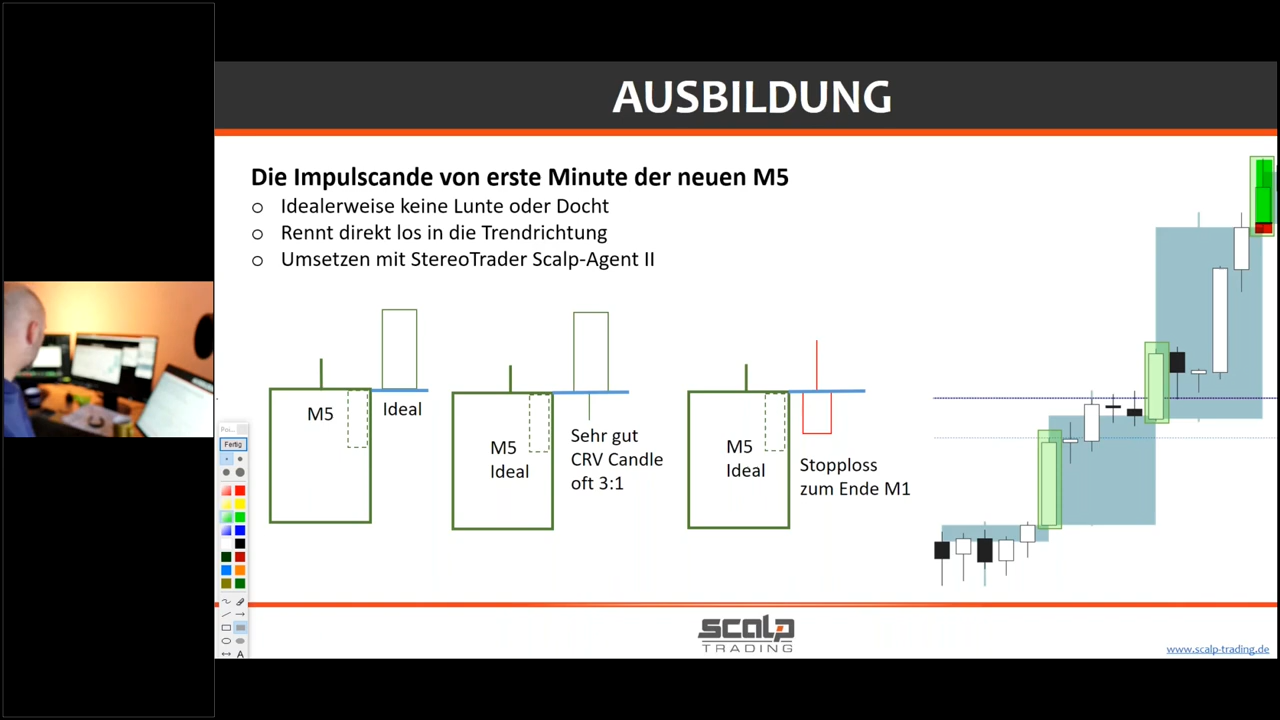 AUSBILDUNG
Die Impulscande von erste Minute der neuen M5
o Idealerweise keine Lunte oder Docht
o Rennt direkt los in die Trendrichtung
o Umsetzen mit StereoTrader Scalp-Agent II
M5
Ideal
M5
Ideal
Sehr gut
CRV Candle
oft 3:1
M5
Ideal
Stopploss
zum Ende M1
Fertig
A
scalp
TRADING
www.scalp-trading.de